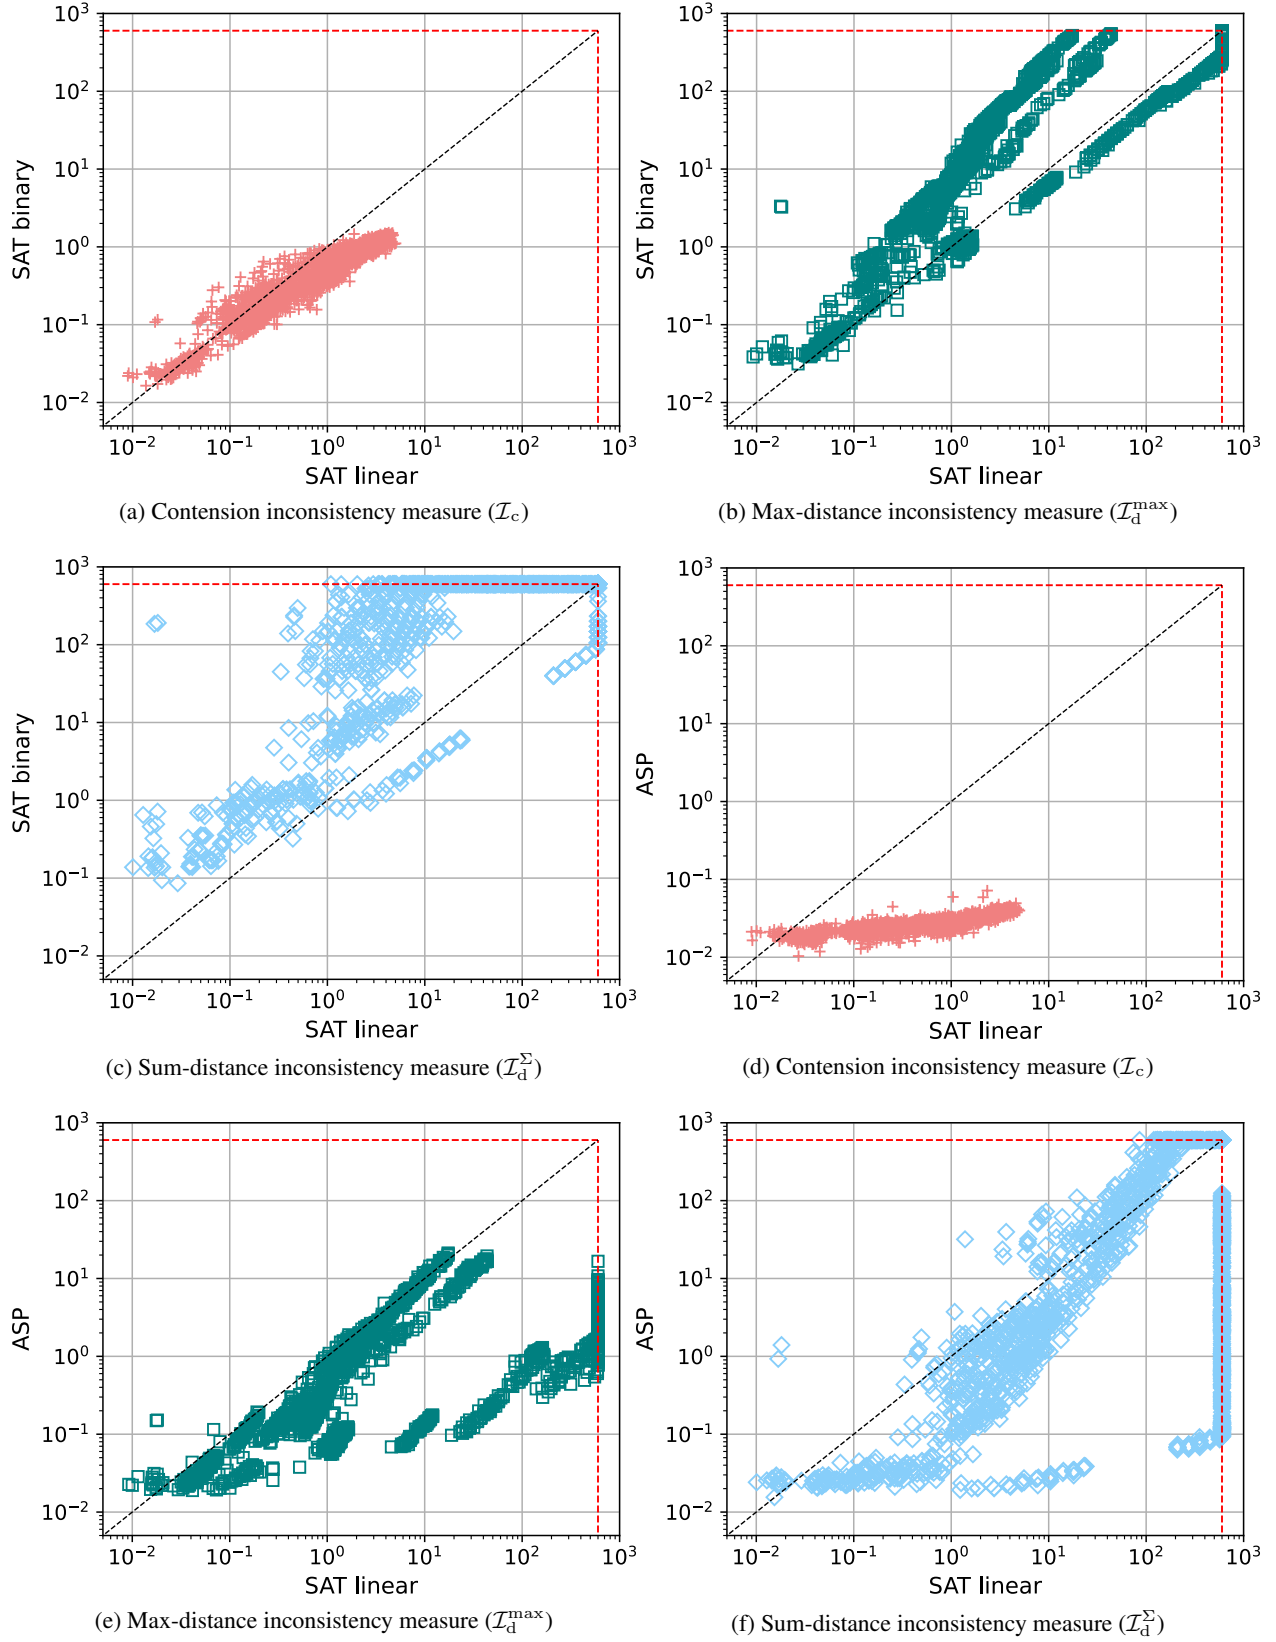 10³
10²
10¹
10⁰
10⁻¹
10⁻²
SAT binary
10⁻² 10⁻¹ 10⁰ 10¹ 10² 10³
SAT linear
(a) Contension inconsistency measure (ℐc)
10³
10²
10¹
10⁰
10⁻¹
10⁻²
SAT binary
10⁻² 10⁻¹ 10⁰ 10¹ 10² 10³
SAT linear
(b) Max-distance inconsistency measure (ℐd^max)
10³
10²
10¹
10⁰
10⁻¹
10⁻²
SAT binary
10⁻² 10⁻¹ 10⁰ 10¹ 10² 10³
SAT linear
(c) Sum-distance inconsistency measure (ℐd^Σ)
10³
10²
10¹
10⁰
10⁻¹
10⁻²
ASP
10⁻² 10⁻¹ 10⁰ 10¹ 10² 10³
SAT linear
(d) Contension inconsistency measure (ℐc)
10³
10²
10¹
10⁰
10⁻¹
10⁻²
ASP
10⁻² 10⁻¹ 10⁰ 10¹ 10² 10³
SAT linear
(e) Max-distance inconsistency measure (ℐd^max)
10³
10²
10¹
10⁰
10⁻¹
10⁻²
ASP
10⁻² 10⁻¹ 10⁰ 10¹ 10² 10³
SAT linear
(f) Sum-distance inconsistency measure (ℐd^Σ)